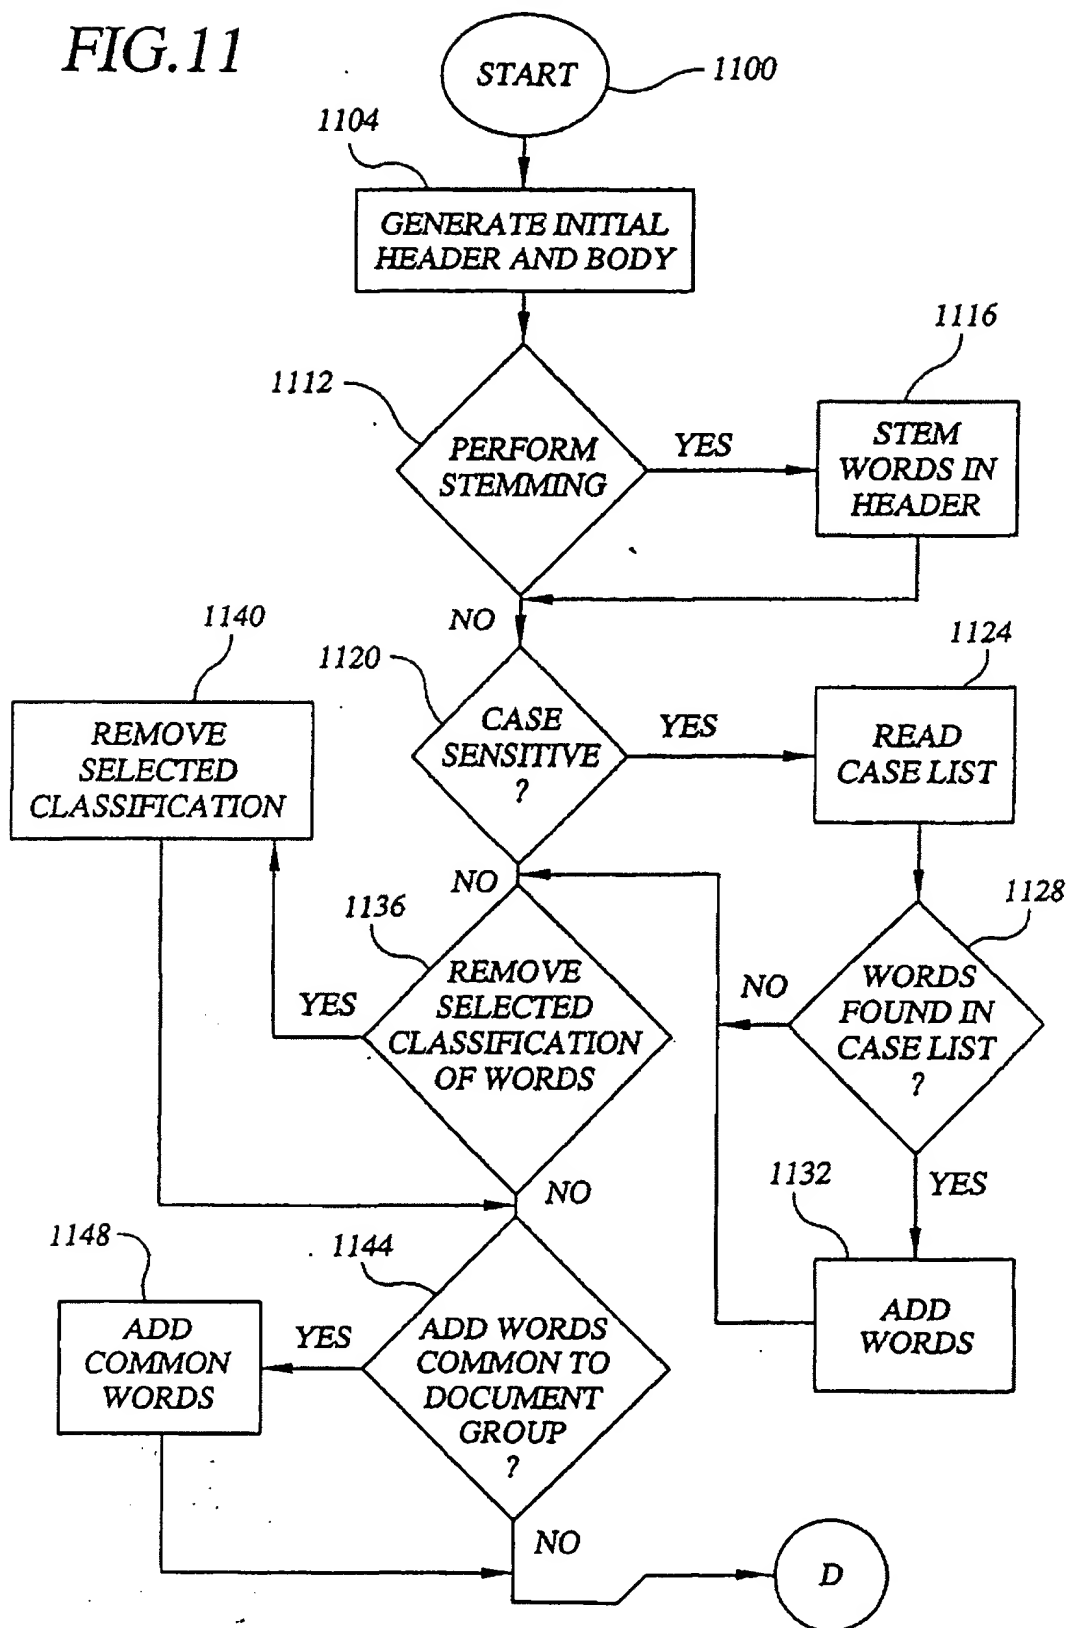 FIG.11
START
1100
1104
GENERATE INITIAL
HEADER AND BODY
1116
1112
PERFORM
STEMMING
YES
STEM
WORDS IN
HEADER
NO
1140
1120
1124
REMOVE
SELECTED
CLASSIFICATION
CASE
SENSITIVE
?
YES
READ
CASE LIST
NO
1136
1128
REMOVE
SELECTED
CLASSIFICATION
OF WORDS
YES
NO
WORDS
FOUND IN
CASE LIST
?
YES
NO
1132
ADD
WORDS
1148
1144
ADD
COMMON
WORDS
YES
ADD WORDS
COMMON TO
DOCUMENT
GROUP
?
NO
D